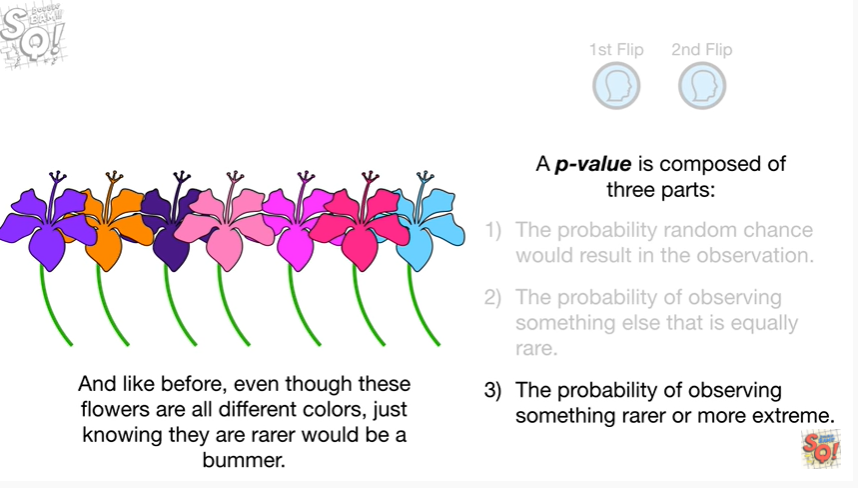 SQ!
1st Flip 2nd Flip
A p-value is composed of
three parts:
1) The probability random chance
would result in the observation.
2) The probability of observing
something else that is equally
rare.
3) The probability of observing
something rarer or more extreme.
And like before, even though these
flowers are all different colors, just
knowing they are rarer would be a
bummer.
SQ!